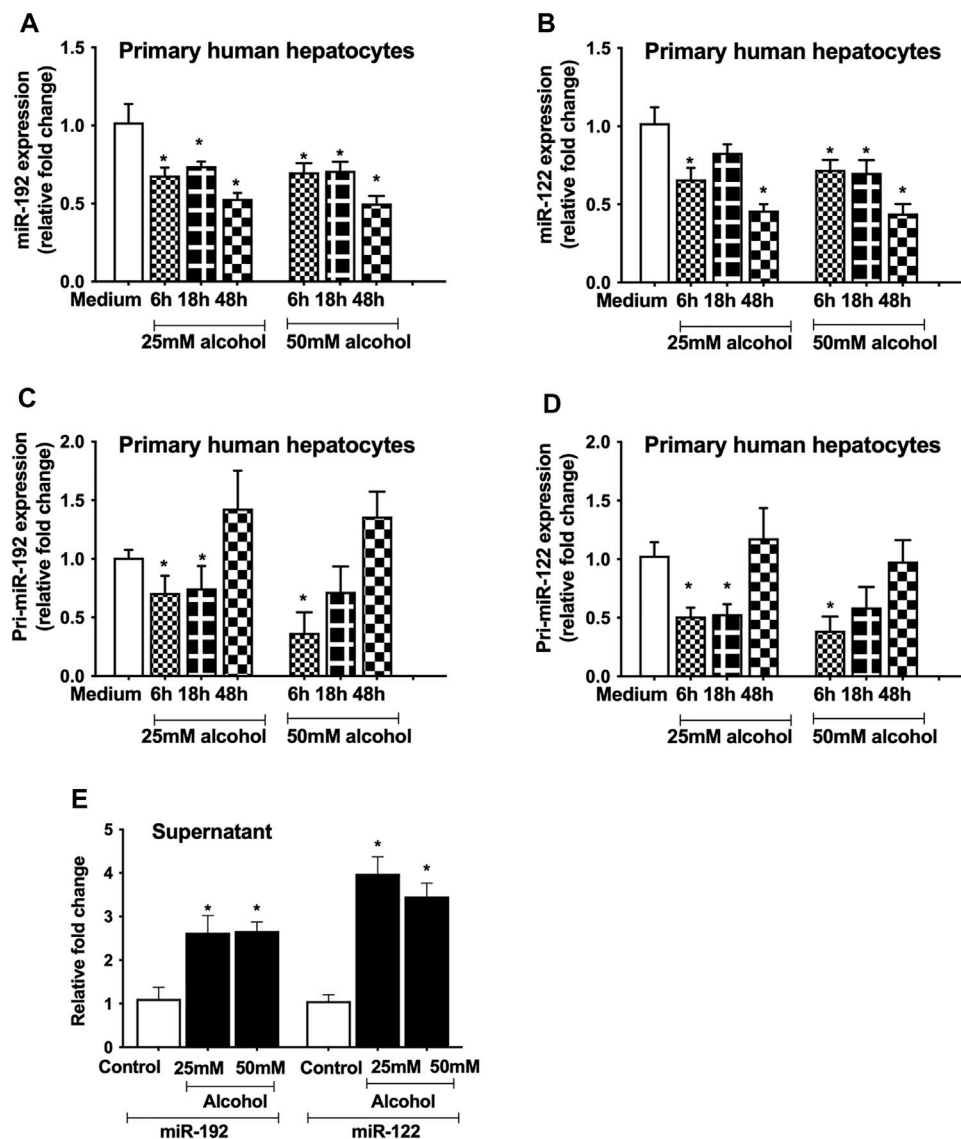 A
Primary human hepatocytes
miR-192 expression
(relative fold change)
1.5
1.0
0.5
0.0
* * * * * *
Medium 6h 18h 48h 6h 18h 48h
25mM alcohol 50mM alcohol
B
Primary human hepatocytes
miR-122 expression
(relative fold change)
1.5
1.0
0.5
0.0
* * * * *
Medium 6h 18h 48h 6h 18h 48h
25mM alcohol 50mM alcohol
C
Primary human hepatocytes
Pri-miR-192 expression
(relative fold change)
2.0
1.5
1.0
0.5
0.0
* * *
Medium 6h 18h 48h 6h 18h 48h
25mM alcohol 50mM alcohol
D
Primary human hepatocytes
Pri-miR-122 expression
(relative fold change)
2.0
1.5
1.0
0.5
0.0
* * *
Medium 6h 18h 48h 6h 18h 48h
25mM alcohol 50mM alcohol
E
Supernatant
Relative fold change
5
4
3
2
1
0
* * * *
Control 25mM 50mM Control 25mM 50mM
Alcohol Alcohol
miR-192 miR-122